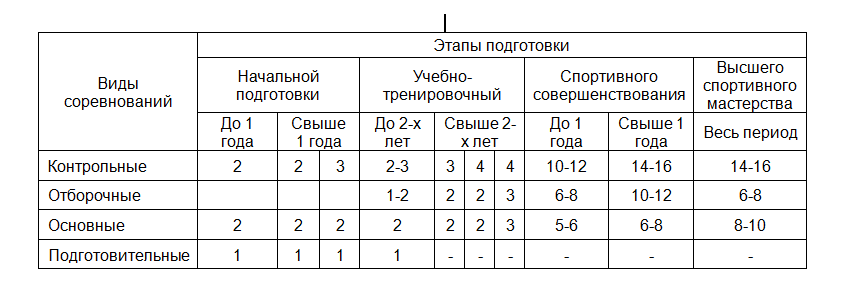 Виды соревнований
Этапы подготовки
Начальной подготовки
Учебно-тренировочный
Спортивного совершенствования
Высшего спортивного мастерства
До 1 года
Свыше 1 года
До 2-х лет
Свыше 2-х лет
До 1 года
Свыше 1 года
Весь период
Контрольные 2 2 3 2-3 3 4 4 10-12 14-16 14-16
Отборочные 1-2 2 2 3 6-8 10-12 6-8
Основные 2 2 2 2 2 2 3 5-6 6-8 8-10
Подготовительные 1 1 1 1 - - - - - -